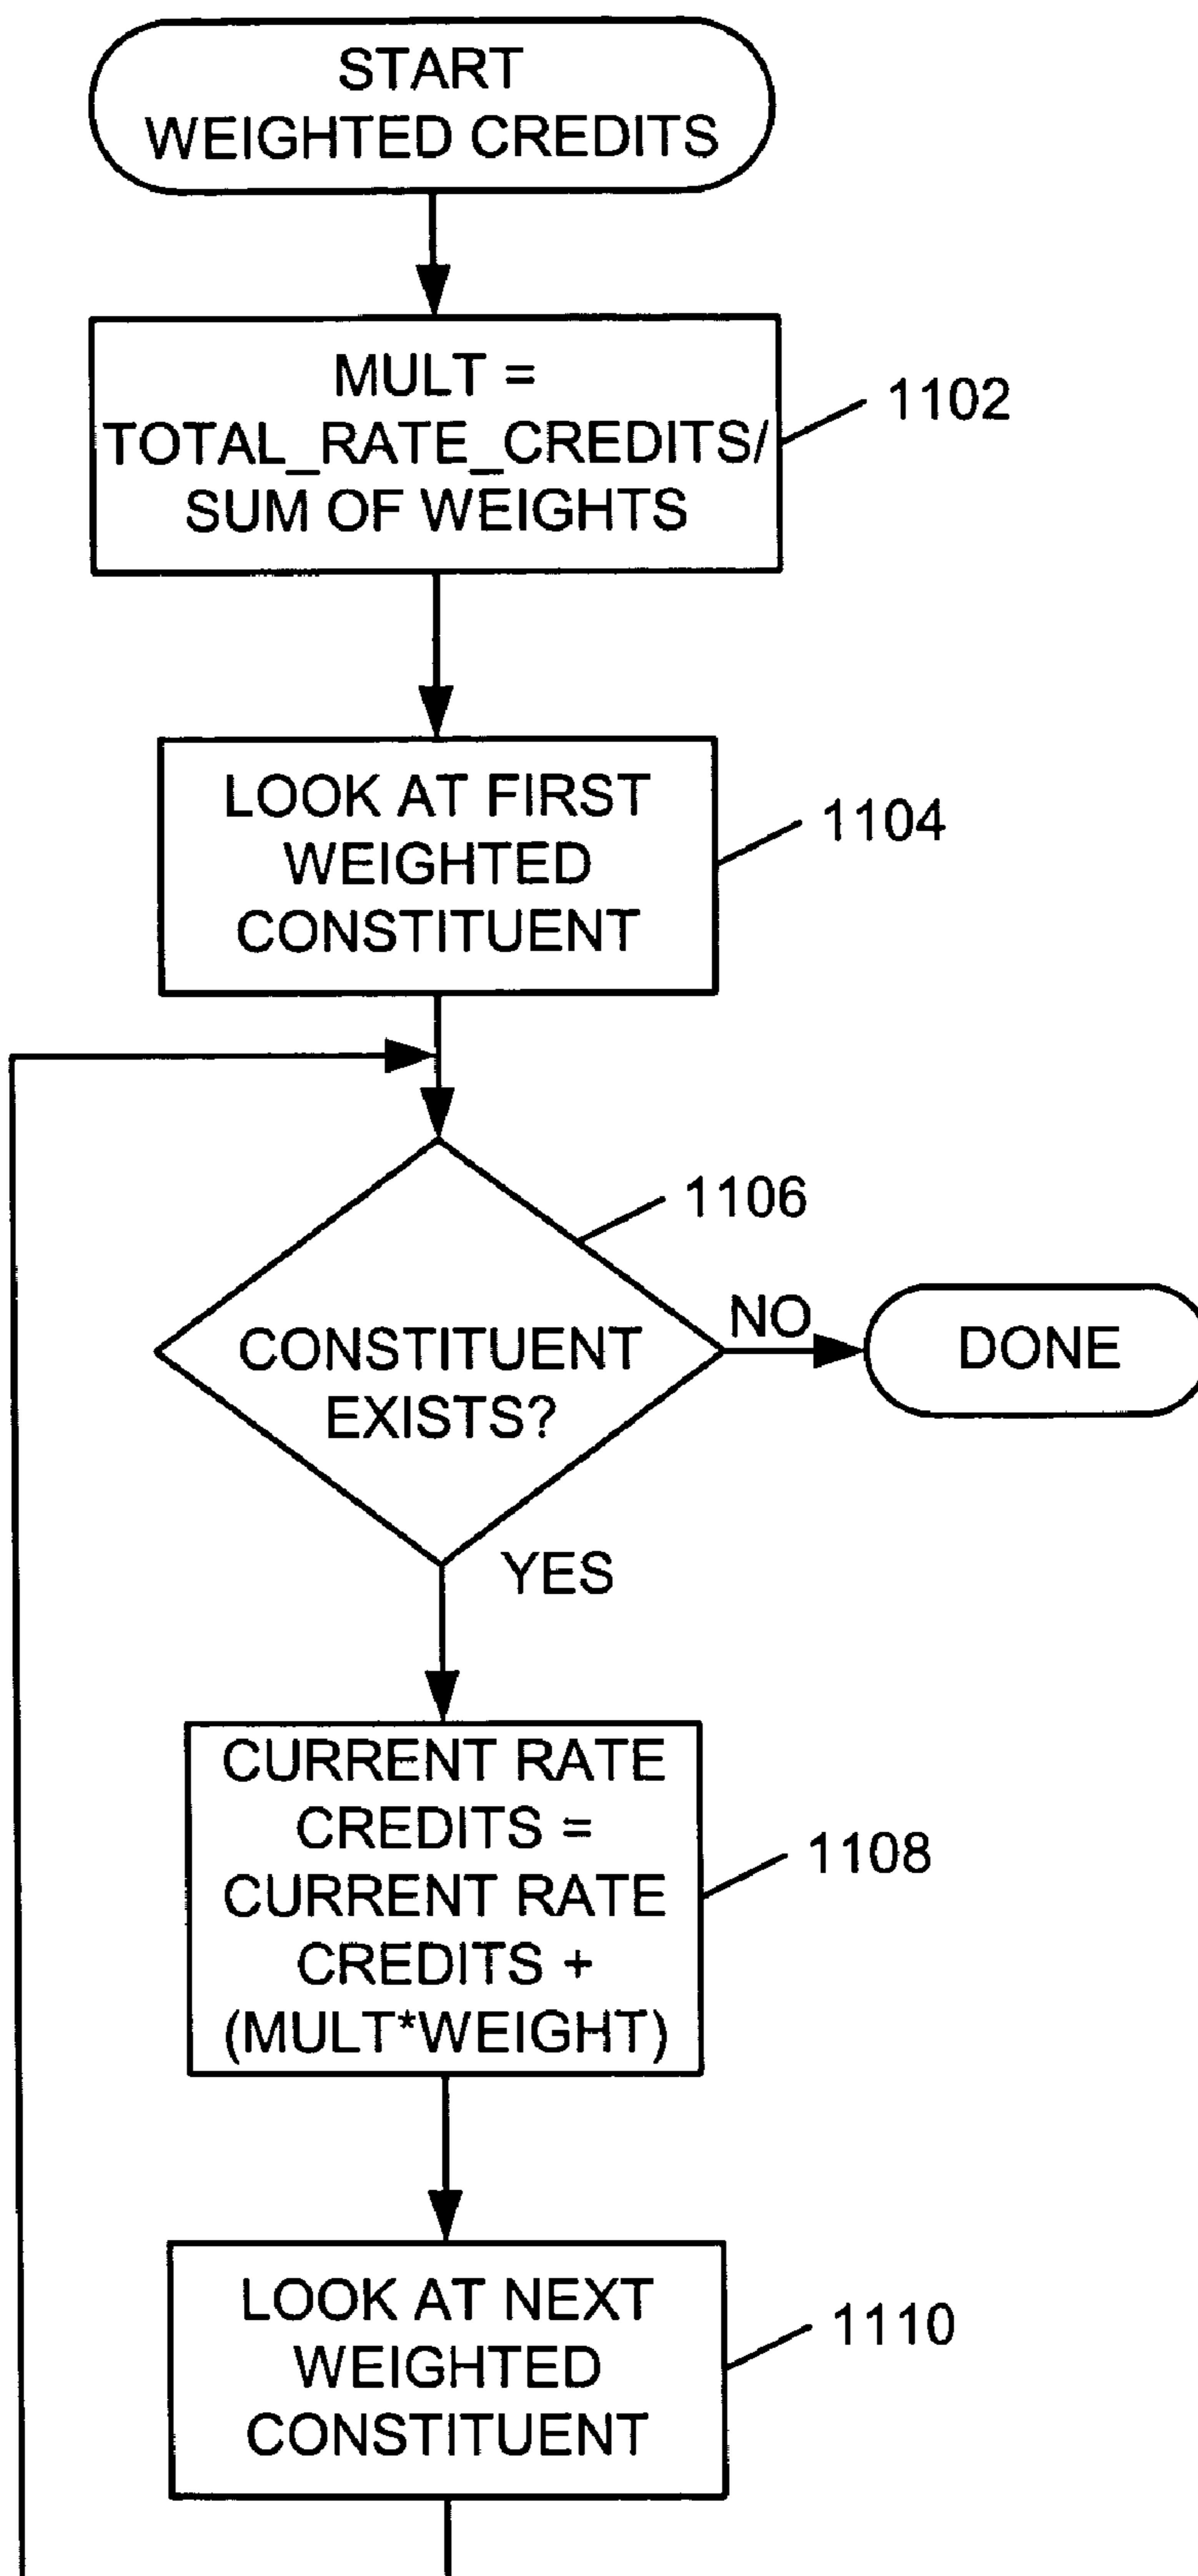 START
WEIGHTED CREDITS
MULT =
TOTAL_RATE_CREDITS/
SUM OF WEIGHTS
1102
LOOK AT FIRST
WEIGHTED
CONSTITUENT
1104
1106
CONSTITUENT
EXISTS?
NO
DONE
YES
CURRENT RATE
CREDITS =
CURRENT RATE
CREDITS +
(MULT*WEIGHT)
1108
LOOK AT NEXT
WEIGHTED
CONSTITUENT
1110